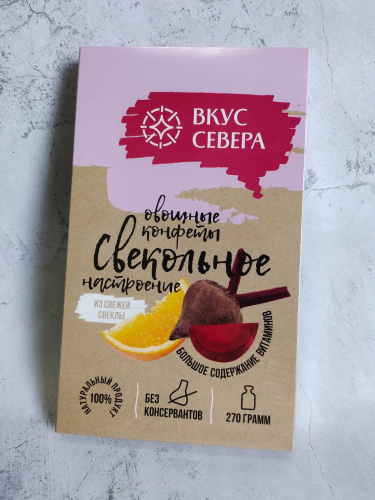 ВКУС
СЕВЕРА
овощные
конфеты
Свекольное
настроение
ИЗ СВЕЖЕЙ
СВЕКЛЫ
БОЛЬШОЕ СОДЕРЖАНИЕ ВИТАМИНОВ
НАТУРАЛЬНЫЙ ПРОДУКТ
100%
БЕЗ
КОНСЕРВАНТОВ
270 ГРАММ